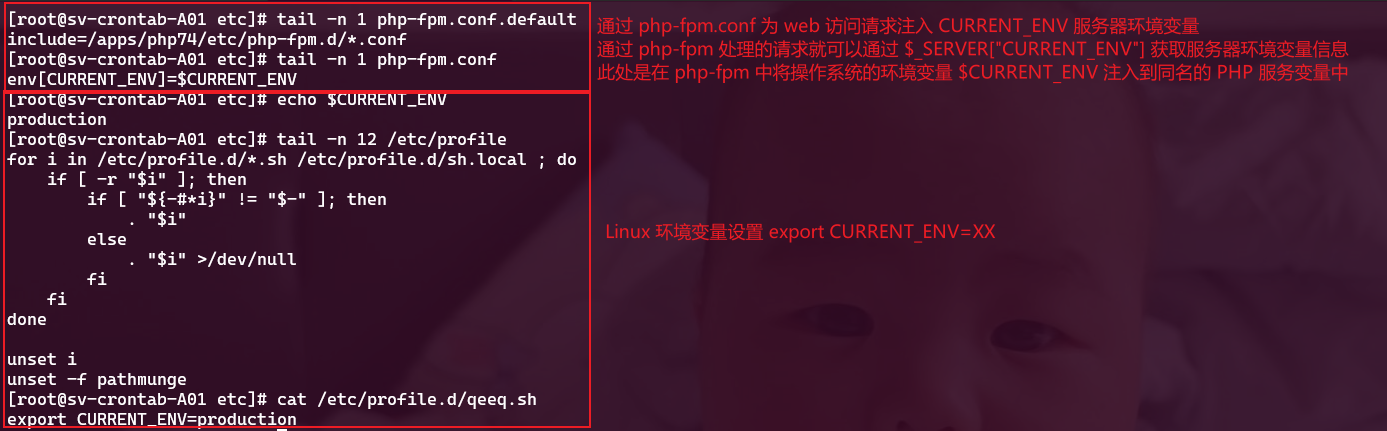 [root@sv-crontab-A01 etc]# tail -n 1 php-fpm.conf.default
include=/apps/php74/etc/php-fpm.d/*.conf
[root@sv-crontab-A01 etc]# tail -n 1 php-fpm.conf
env[CURRENT_ENV]=$CURRENT_ENV
通过 php-fpm.conf 为 web 访问请求注入 CURRENT_ENV 服务器环境变量
通过 php-fpm 处理的请求就可以通过 $_SERVER["CURRENT_ENV"] 获取服务器环境变量信息
此处是在 php-fpm 中将操作系统的环境变量 $CURRENT_ENV 注入到同名的 PHP 服务变量中
[root@sv-crontab-A01 etc]# echo $CURRENT_ENV
production
[root@sv-crontab-A01 etc]# tail -n 12 /etc/profile
for i in /etc/profile.d/*.sh /etc/profile.d/sh.local ; do
    if [ -r "$i" ]; then
        if [ "${-#*i}" != "$-" ]; then
            . "$i"
        else
            . "$i" >/dev/null
        fi
    fi
done
unset i
unset -f pathmunge
[root@sv-crontab-A01 etc]# cat /etc/profile.d/qeeq.sh
export CURRENT_ENV=production
Linux 环境变量设置 export CURRENT_ENV=XX